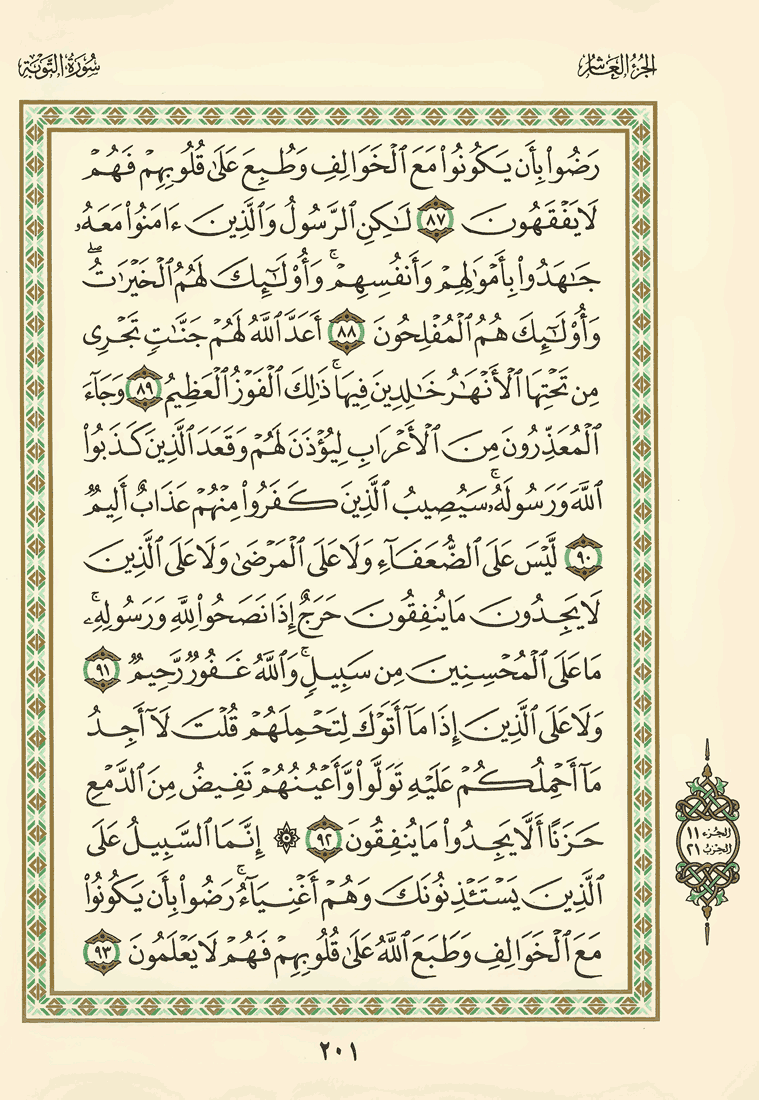 الجزء العاشر
سورة التوبة
رَضُوا۟ بِأَن يَكُونُوا۟ مَعَ ٱلْخَوَالِفِ وَطُبِعَ عَلَىٰ قُلُوبِهِمْ فَهُمْ
لَا يَفْقَهُونَ ٨٧ لَٰكِنِ ٱلرَّسُولُ وَٱلَّذِينَ ءَامَنُوا۟ مَعَهُۥ
جَٰهَدُوا۟ بِأَمْوَٰلِهِمْ وَأَنفُسِهِمْ ۚ وَأُو۟لَٰٓئِكَ لَهُمُ ٱلْخَيْرَٰتُ ۖ
وَأُو۟لَٰٓئِكَ هُمُ ٱلْمُفْلِحُونَ ٨٨ أَعَدَّ ٱللَّهُ لَهُمْ جَنَّٰتٍ تَجْرِى
مِن تَحْتِهَا ٱلْأَنْهَٰرُ خَٰلِدِينَ فِيهَا ۚ ذَٰلِكَ ٱلْفَوْزُ ٱلْعَظِيمُ ٨٩ وَجَآءَ
ٱلْمُعَذِّرُونَ مِنَ ٱلْأَعْرَابِ لِيُؤْذَنَ لَهُمْ وَقَعَدَ ٱلَّذِينَ كَذَبُوا۟
ٱللَّهَ وَرَسُولَهُۥ ۚ سَيُصِيبُ ٱلَّذِينَ كَفَرُوا۟ مِنْهُمْ عَذَابٌ أَلِيمٌ
٩٠ لَّيْسَ عَلَى ٱلضُّعَفَآءِ وَلَا عَلَى ٱلْمَرْضَىٰ وَلَا عَلَى ٱلَّذِينَ
لَا يَجِدُونَ مَا يُنفِقُونَ حَرَجٌ إِذَا نَصَحُوا۟ لِلَّهِ وَرَسُولِهِۦ ۚ
مَا عَلَى ٱلْمُحْسِنِينَ مِن سَبِيلٍ ۚ وَٱللَّهُ غَفُورٌ رَّحِيمٌ ٩١
وَلَا عَلَى ٱلَّذِينَ إِذَا مَآ أَتَوْكَ لِتَحْمِلَهُمْ قُلْتَ لَآ أَجِدُ
مَآ أَحْمِلُكُمْ عَلَيْهِ تَوَلَّوا۟ وَّأَعْيُنُهُمْ تَفِيضُ مِنَ ٱلدَّمْعِ
حَزَنًا أَلَّا يَجِدُوا۟ مَا يُنفِقُونَ ٩٢ ۞ إِنَّمَا ٱلسَّبِيلُ عَلَى
ٱلَّذِينَ يَسْتَـْٔذِنُونَكَ وَهُمْ أَغْنِيَآءُ ۚ رَضُوا۟ بِأَن يَكُونُوا۟
مَعَ ٱلْخَوَالِفِ وَطَبَعَ ٱللَّهُ عَلَىٰ قُلُوبِهِمْ فَهُمْ لَا يَعْلَمُونَ ٩٣
الجزء ١١
الحزب ٢١
٢٠١